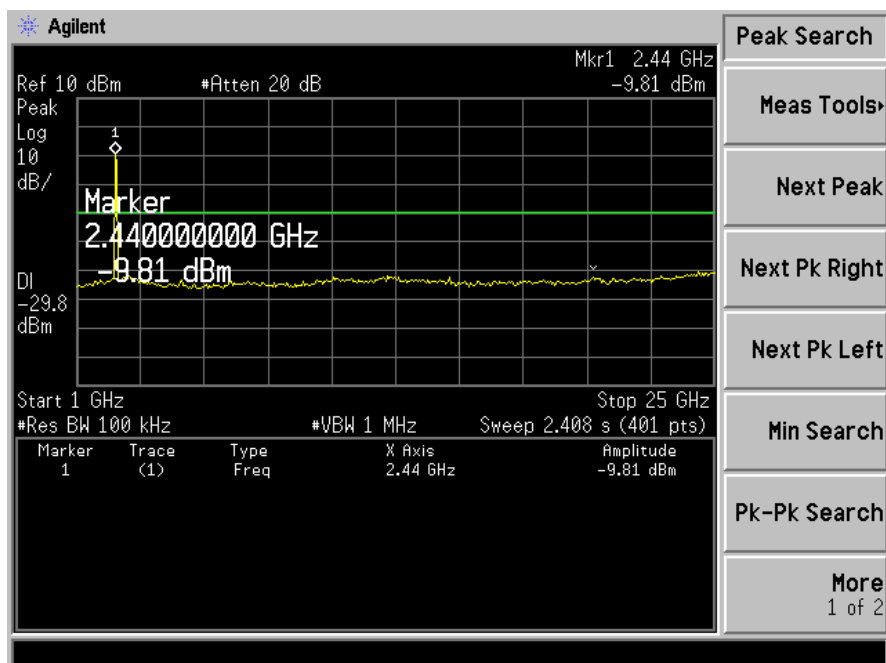 Agilent
Peak Search
Mkr1 2.44 GHz
Ref 10 dBm #Atten 20 dB -9.81 dBm
Peak
Log
10
dB/
1
Marker
2.440000000 GHz
-9.81 dBm
DI
-29.8
dBm
Start 1 GHz Stop 25 GHz
#Res BW 100 kHz #VBW 1 MHz Sweep 2.408 s (401 pts)
Marker Trace Type X Axis Amplitude
1 (1) Freq 2.44 GHz -9.81 dBm
Meas Tools
Next Peak
Next Pk Right
Next Pk Left
Min Search
Pk-Pk Search
More
1 of 2